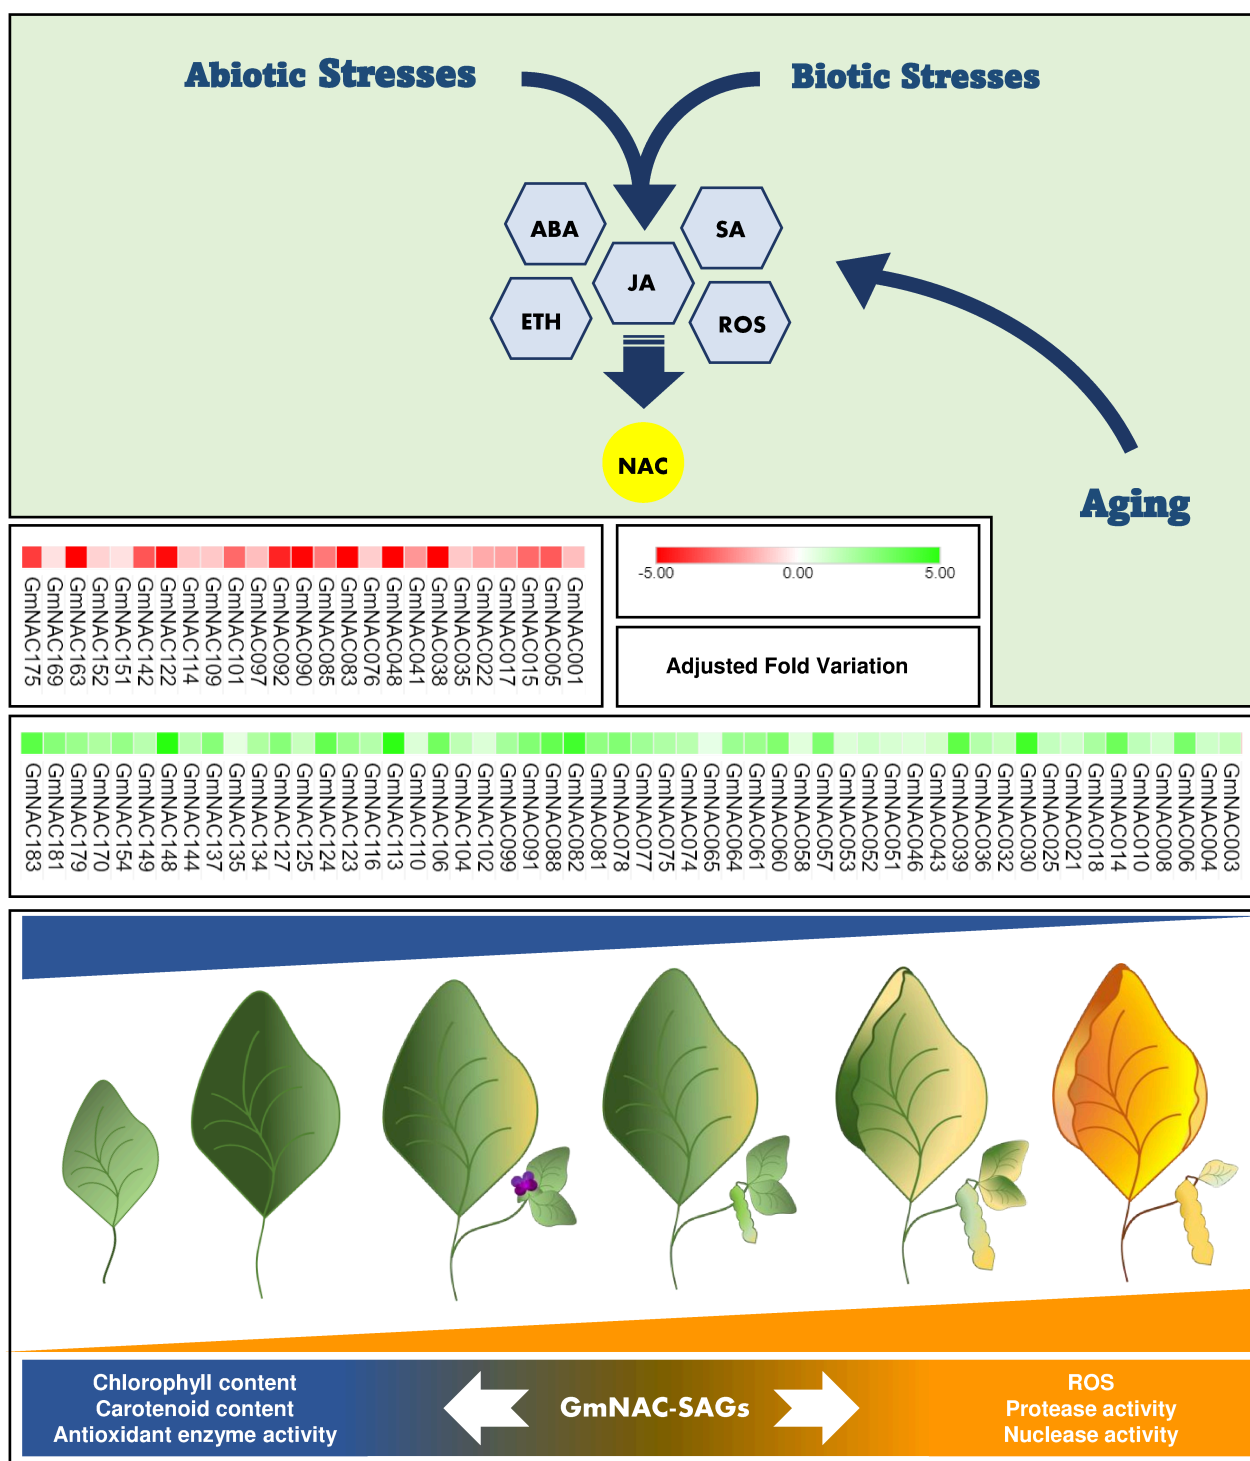 Abiotic Stresses
Biotic Stresses
ABA
SA
JA
ETH
ROS
NAC
Aging
GmNAC175
GmNAC169
GmNAC163
GmNAC152
GmNAC151
GmNAC142
GmNAC122
GmNAC114
GmNAC109
GmNAC101
GmNAC097
GmNAC092
GmNAC090
GmNAC085
GmNAC083
GmNAC076
GmNAC048
GmNAC041
GmNAC038
GmNAC035
GmNAC022
GmNAC017
GmNAC015
GmNAC005
GmNAC001
-5.00
0.00
5.00
Adjusted Fold Variation
GmNAC183
GmNAC181
GmNAC179
GmNAC170
GmNAC154
GmNAC149
GmNAC148
GmNAC144
GmNAC137
GmNAC135
GmNAC134
GmNAC127
GmNAC125
GmNAC124
GmNAC123
GmNAC116
GmNAC113
GmNAC110
GmNAC106
GmNAC104
GmNAC102
GmNAC099
GmNAC091
GmNAC088
GmNAC082
GmNAC081
GmNAC078
GmNAC077
GmNAC075
GmNAC074
GmNAC065
GmNAC064
GmNAC061
GmNAC060
GmNAC058
GmNAC057
GmNAC053
GmNAC052
GmNAC051
GmNAC046
GmNAC043
GmNAC039
GmNAC036
GmNAC032
GmNAC030
GmNAC025
GmNAC021
GmNAC018
GmNAC014
GmNAC010
GmNAC008
GmNAC006
GmNAC004
GmNAC003
Chlorophyll content
Carotenoid content
Antioxidant enzyme activity
GmNAC-SAGs
ROS
Protease activity
Nuclease activity